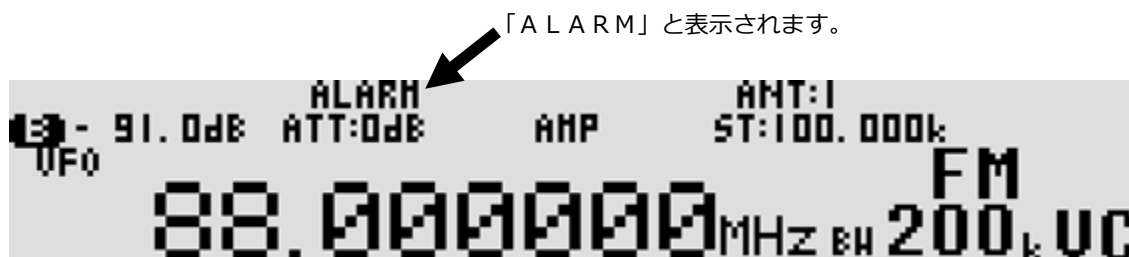 「ＡＬＡＲＭ」と表示されます。
ALARM ANT:1
B - 91.0dB ATT:0dB AMP ST:100.000k
VFO FM
88.000000MHz BW 200k VC